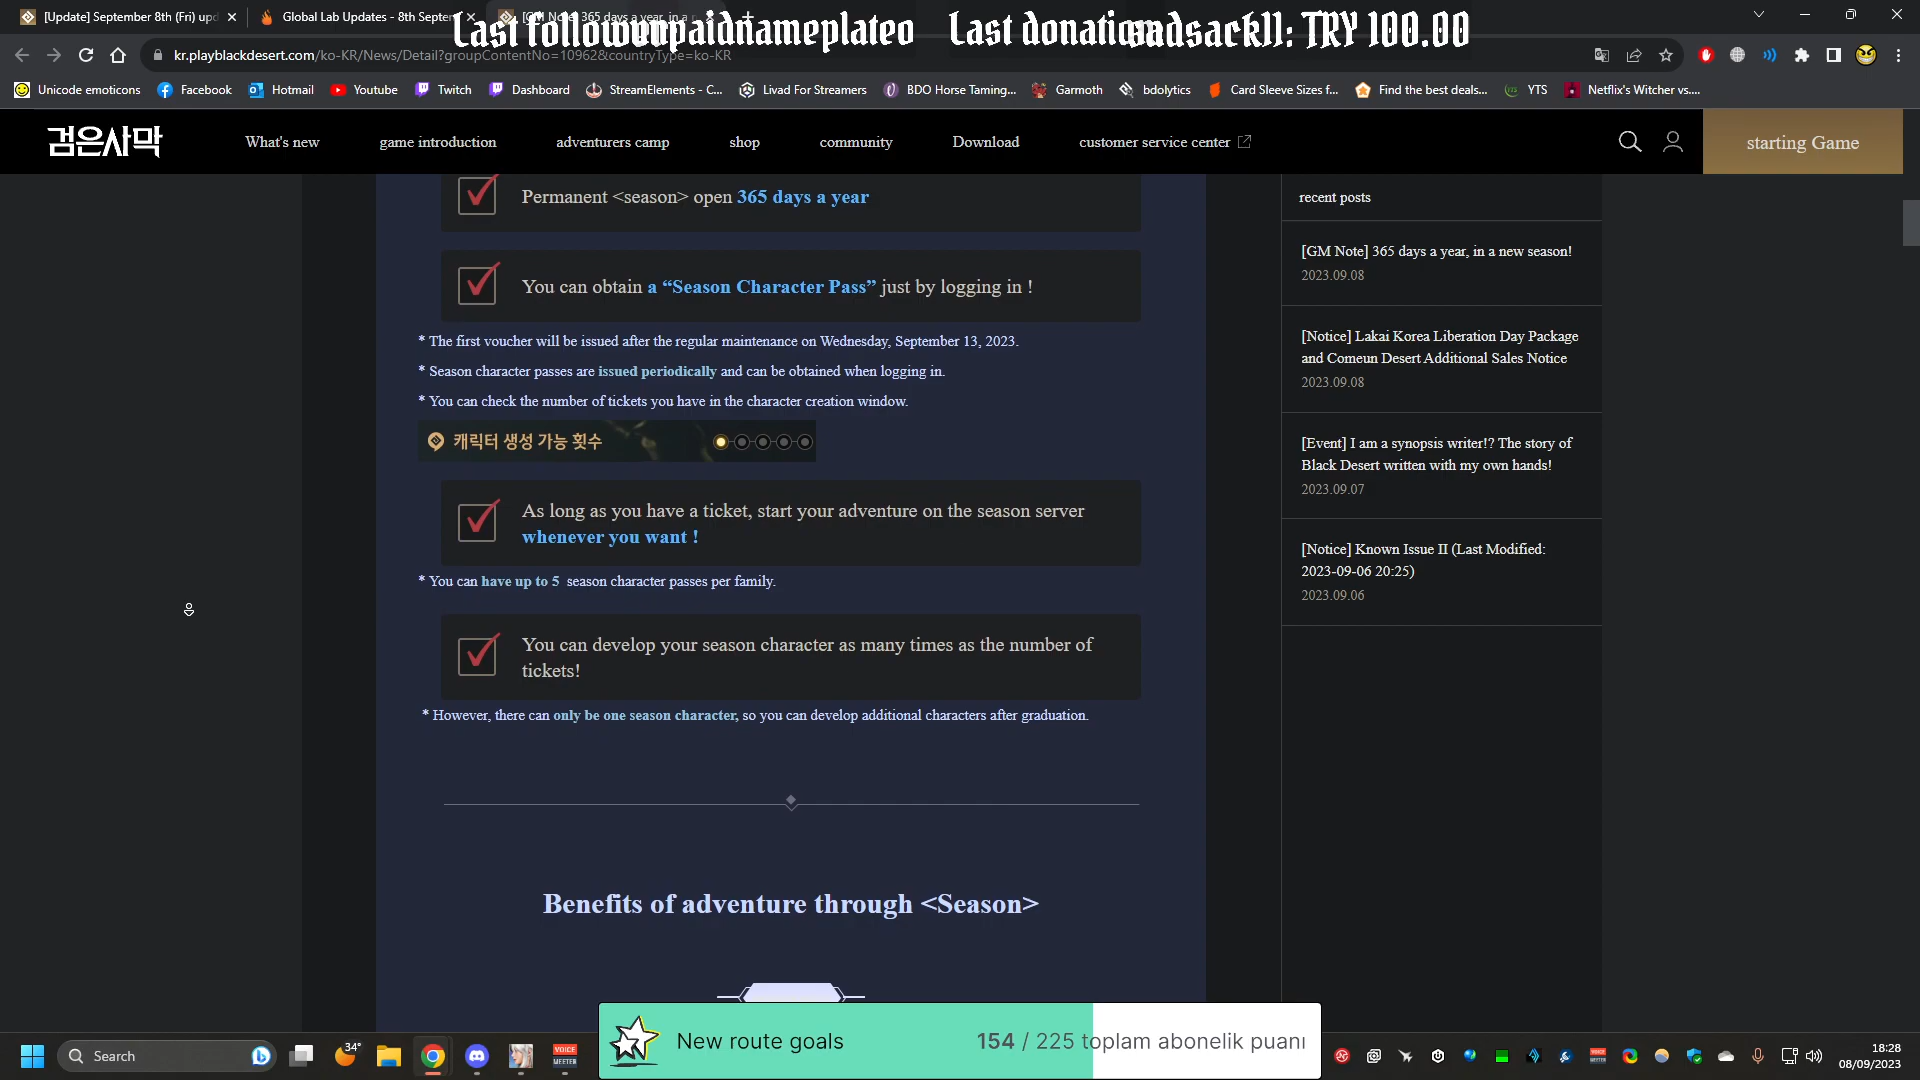 [Update] September 8th (Fri) upd
Global Lab Updates - 8th Septer
[GM Note] 365 days a year, in a
Last follower
unpaidnameplateo
Last donation
sadsack11: TRY 100.00
kr.playblackdesert.com/ko-KR/News/Detail?groupContentNo=10962&countryType=ko-KR
Unicode emoticons
Facebook
Hotmail
Youtube
Twitch
Dashboard
StreamElements - C...
Livad For Streamers
BDO Horse Taming...
Garmoth
bdolytics
Card Sleeve Sizes f...
Find the best deals...
YTS
Netflix's Witcher vs....
검은사막
What's new
game introduction
adventurers camp
shop
community
Download
customer service center
starting Game
Permanent <season> open 365 days a year
You can obtain a “Season Character Pass” just by logging in !
* The first voucher will be issued after the regular maintenance on Wednesday, September 13, 2023.
* Season character passes are issued periodically and can be obtained when logging in.
* You can check the number of tickets you have in the character creation window.
캐릭터 생성 가능 횟수
As long as you have a ticket, start your adventure on the season server
whenever you want !
* You can have up to 5 season character passes per family.
You can develop your season character as many times as the number of
tickets!
* However, there can only be one season character, so you can develop additional characters after graduation.
Benefits of adventure through <Season>
recent posts
[GM Note] 365 days a year, in a new season!
2023.09.08
[Notice] Lakai Korea Liberation Day Package
and Comeun Desert Additional Sales Notice
2023.09.08
[Event] I am a synopsis writer!? The story of
Black Desert written with my own hands!
2023.09.07
[Notice] Known Issue II (Last Modified:
2023-09-06 20:25)
2023.09.06
New route goals
154 / 225 toplam abonelik puanı
Search
34°
VOICE
MEETER
18:28
08/09/2023